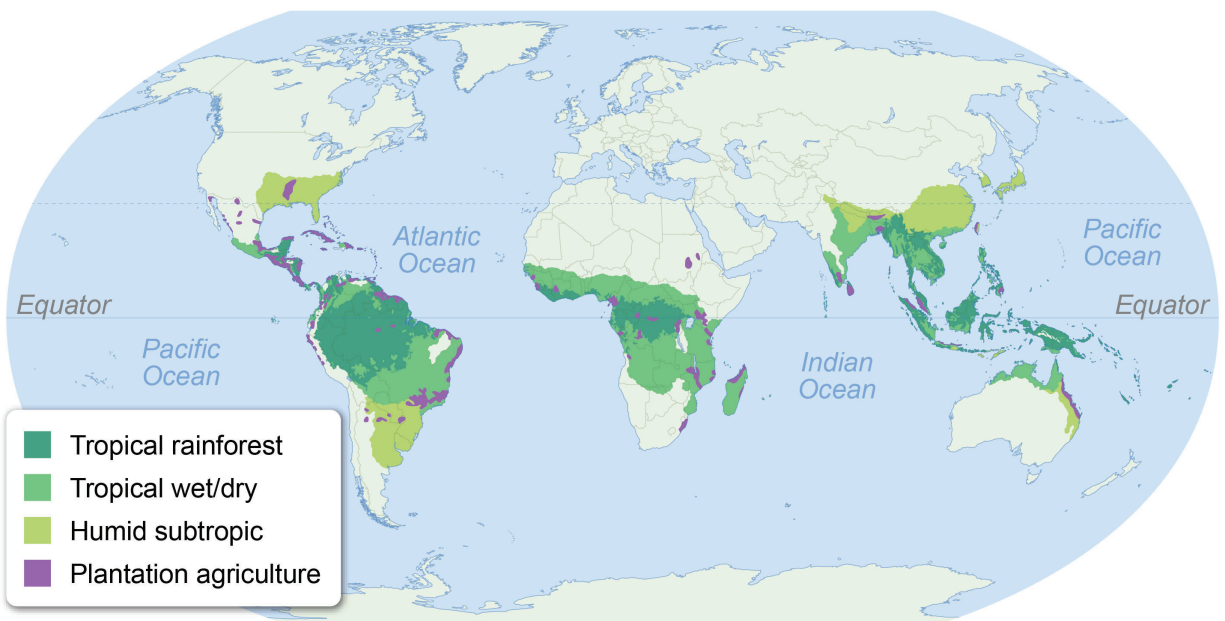 Atlantic
Ocean
Pacific
Ocean
Equator
Equator
Pacific
Ocean
Indian
Ocean
Tropical rainforest
Tropical wet/dry
Humid subtropic
Plantation agriculture